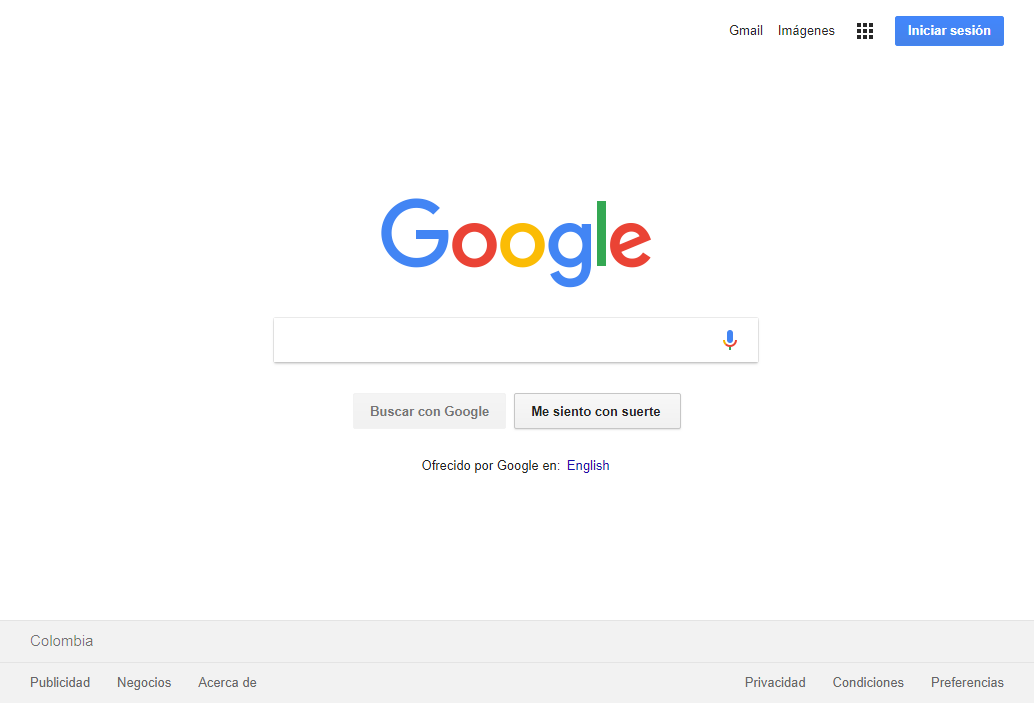 Gmail Imágenes Iniciar sesión
Google
Buscar con Google Me siento con suerte
Ofrecido por Google en: English
Colombia
Publicidad Negocios Acerca de Privacidad Condiciones Preferencias